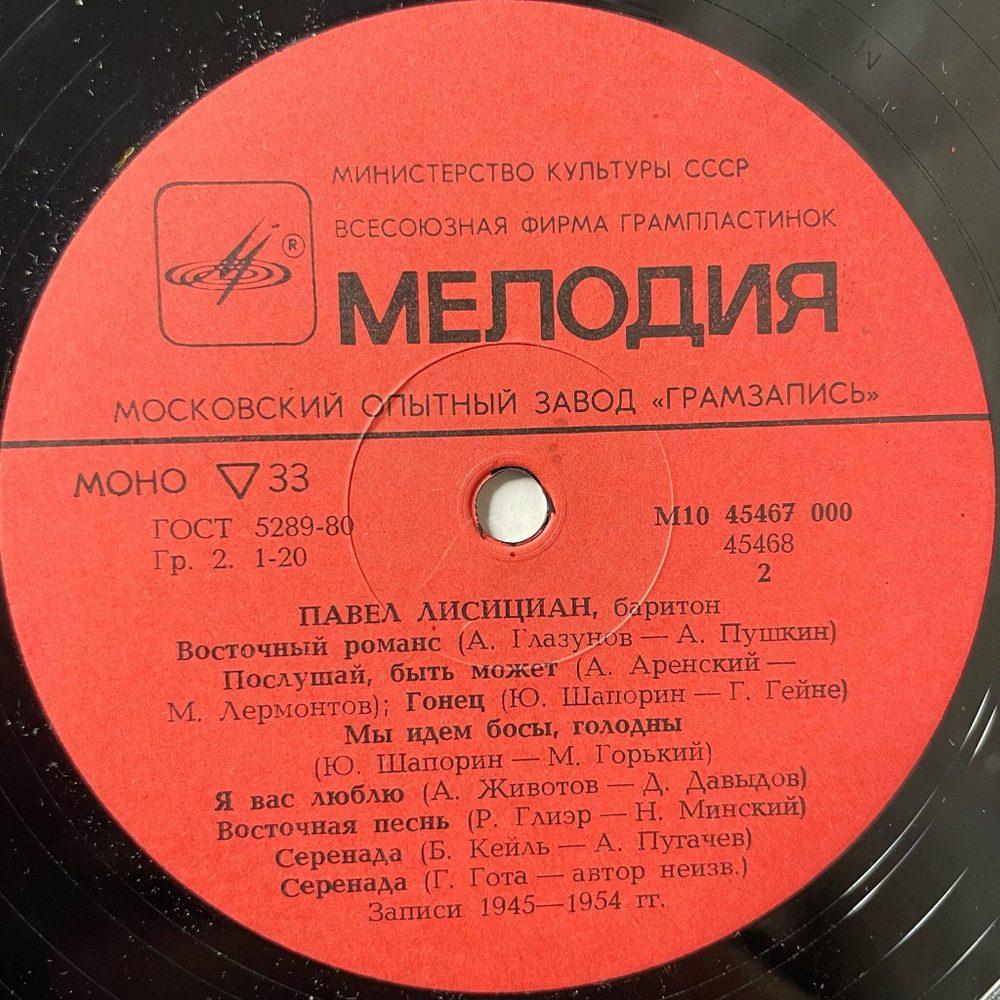 МИНИСТЕРСТВО КУЛЬТУРЫ СССР
ВСЕСОЮЗНАЯ ФИРМА ГРАМПЛАСТИНОК
®
МЕЛОДИЯ
МОСКОВСКИЙ ОПЫТНЫЙ ЗАВОД «ГРАМЗАПИСЬ»
МОНО ▽ 33
ГОСТ 5289-80
Гр. 2. 1-20
М10 45467 000
45468
2
ПАВЕЛ ЛИСИЦИАН, баритон
Восточный романс (А. Глазунов — А. Пушкин)
Послушай, быть может (А. Аренский —
М. Лермонтов); Гонец (Ю. Шапорин — Г. Гейне)
Мы идем босы, голодны
(Ю. Шапорин — М. Горький)
Я вас люблю (А. Животов — Д. Давыдов)
Восточная песнь (Р. Глиэр — Н. Минский)
Серенада (Б. Кейль — А. Пугачев)
Серенада (Г. Гота — автор неизв.)
Записи 1945—1954 гг.